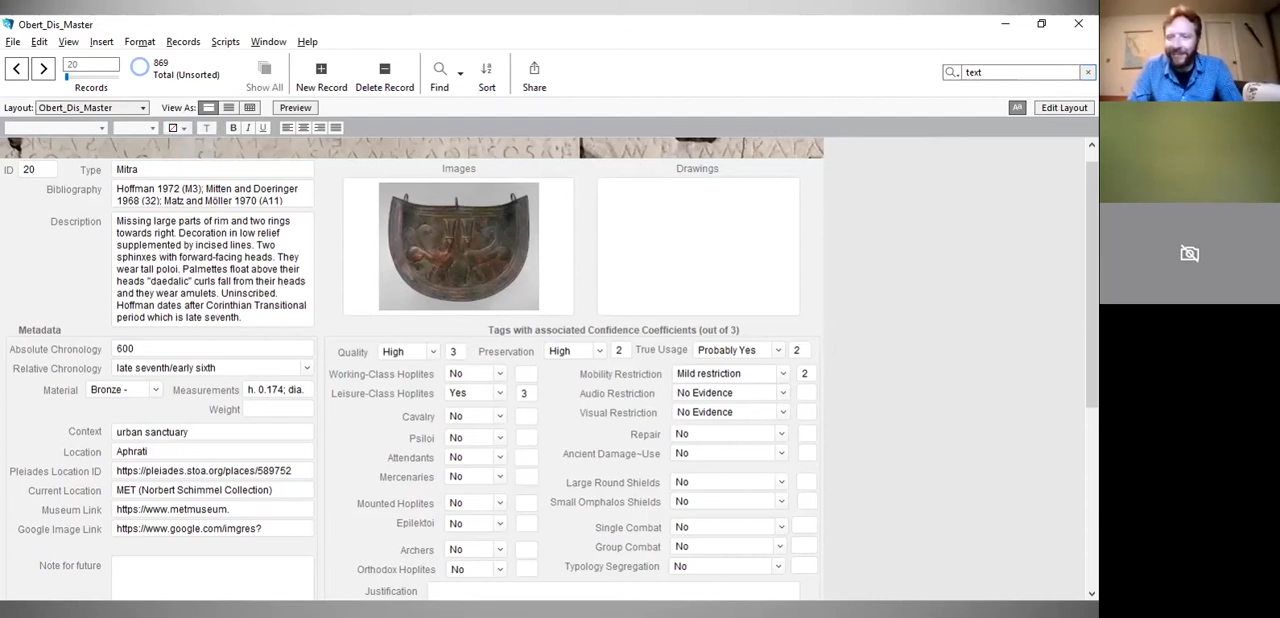 Obert_Dis_Master
File Edit View Insert Format Records Scripts Window Help
20
869
Total (Unsorted)
Records
Show All New Record Delete Record Find Sort Share
text
Layout: Obert_Dis_Master View As: Preview
Aa Edit Layout
T B I U
ID 20 Type Mitra
Images Drawings
Bibliography Hoffman 1972 (M3); Mitten and Doeringer
1968 (32); Matz and Möller 1970 (A11)
Description Missing large parts of rim and two rings
towards right. Decoration in low relief
supplemented by incised lines. Two
sphinxes with forward-facing heads. They
wear tall poloi. Palmettes float above their
heads "daedalic" curls fall from their heads
and they wear amulets. Uninscribed.
Hoffman dates after Corinthian Transitional
period which is late seventh.
Metadata
Absolute Chronology 600
Relative Chronology late seventh/early sixth
Material Bronze - Measurements h. 0.174; dia.
Weight
Context urban sanctuary
Location Aphrati
Pleiades Location ID https://pleiades.stoa.org/places/589752
Current Location MET (Norbert Schimmel Collection)
Museum Link https://www.metmuseum.
Google Image Link https://www.google.com/imgres?
Note for future
Tags with associated Confidence Coefficients (out of 3)
Quality High 3 Preservation High 2 True Usage Probably Yes 2
Working-Class Hoplites No
Leisure-Class Hoplites Yes 3
Cavalry No
Psiloi No
Attendants No
Mercenaries No
Mounted Hoplites No
Epilektoi No
Archers No
Orthodox Hoplites No
Mobility Restriction Mild restriction 2
Audio Restriction No Evidence
Visual Restriction No Evidence
Repair No
Ancient Damage~Use No
Large Round Shields No
Small Omphalos Shields No
Single Combat No
Group Combat No
Typology Segregation No
Justification